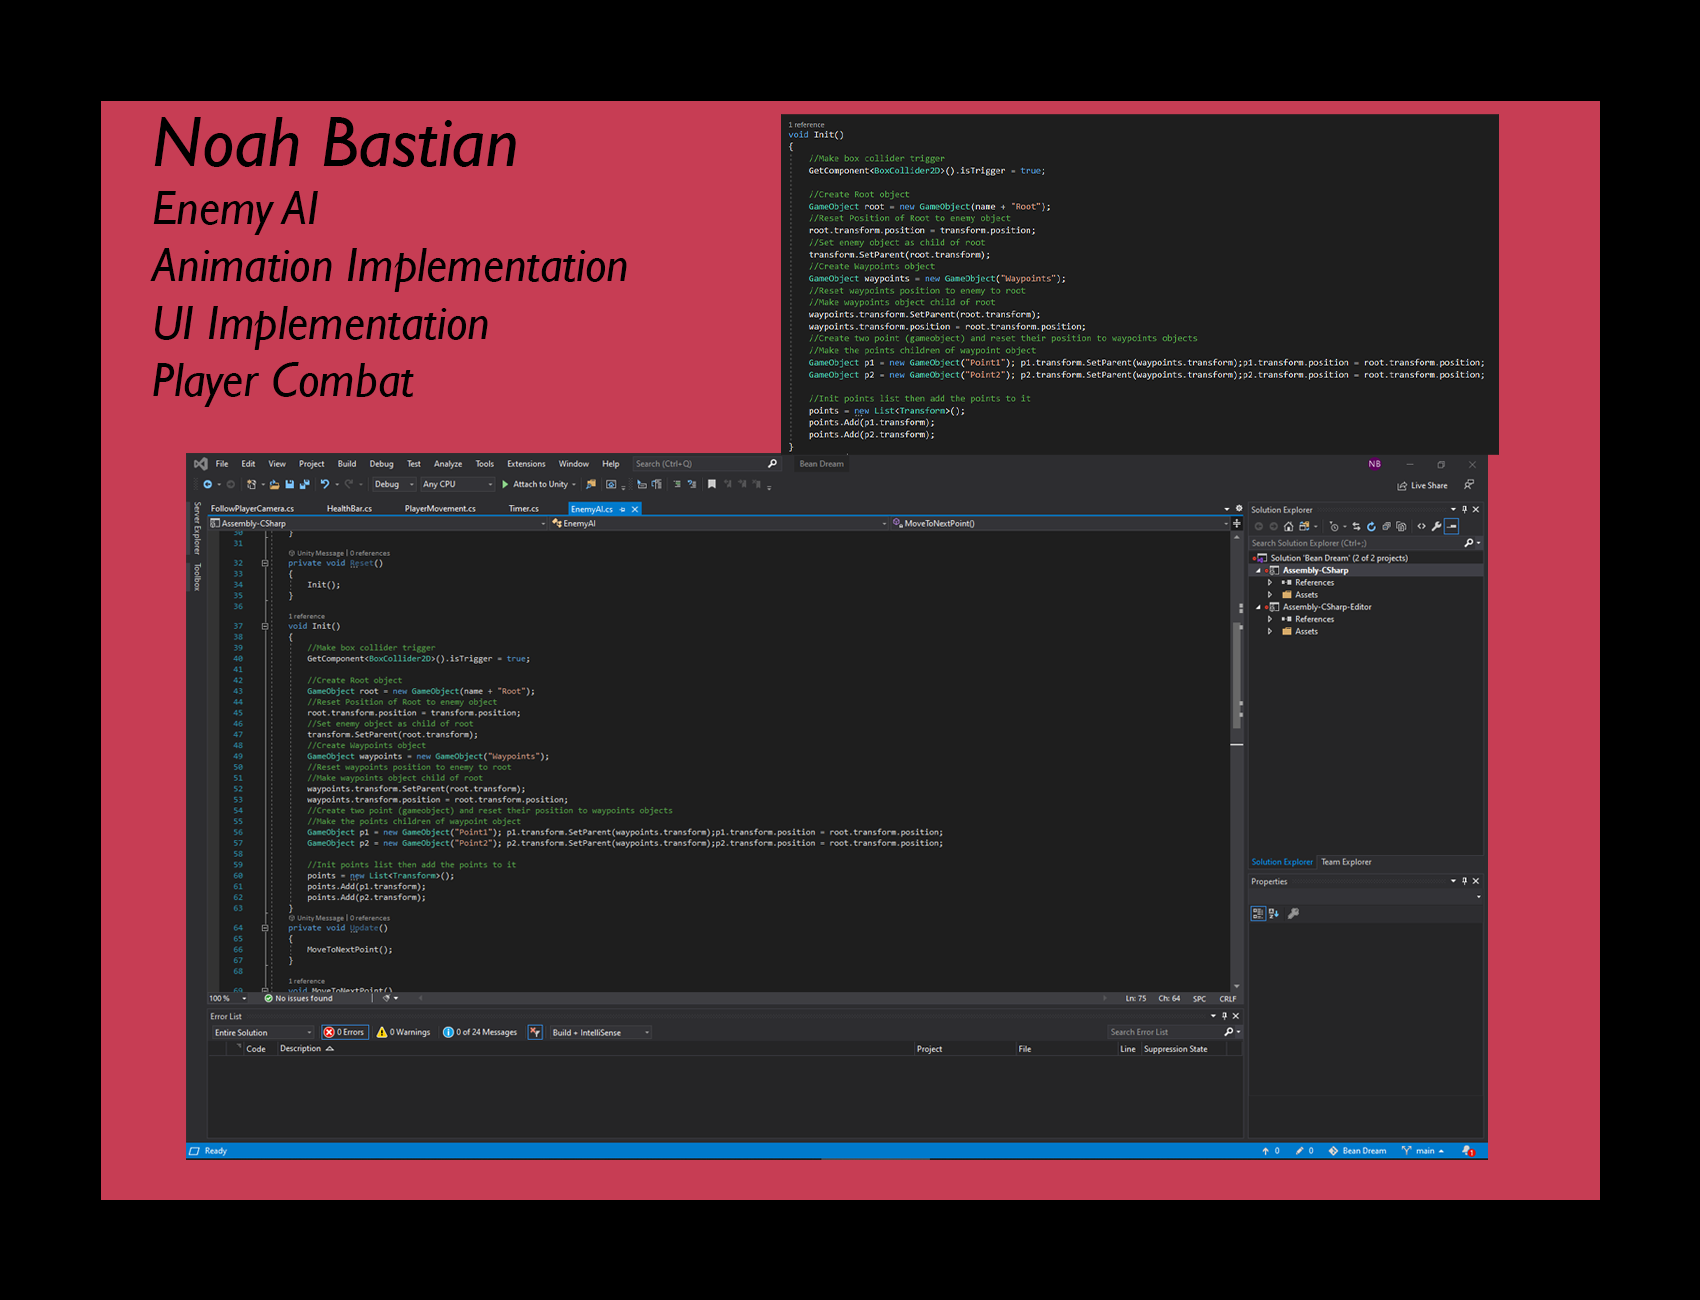 Noah Bastian
Enemy AI
Animation Implementation
UI Implementation
Player Combat
1 reference
void Init()
{
//Make box collider trigger
GetComponent<BoxCollider2D>().isTrigger = true;
//Create Root object
GameObject root = new GameObject(name + "Root");
//Reset Position of Root to enemy object
root.transform.position = transform.position;
//Set enemy object as child of root
transform.SetParent(root.transform);
//Create Waypoints object
GameObject waypoints = new GameObject("Waypoints");
//Reset waypoints position to enemy to root
//Make waypoints object child of root
waypoints.transform.SetParent(root.transform);
waypoints.transform.position = root.transform.position;
//Create two point (gameobject) and reset their position to waypoints objects
//Make the points children of waypoint object
GameObject p1 = new GameObject("Point1"); p1.transform.SetParent(waypoints.transform);p1.transform.position = root.transform.position;
GameObject p2 = new GameObject("Point2"); p2.transform.SetParent(waypoints.transform);p2.transform.position = root.transform.position;
//Init points list then add the points to it
points = new List<Transform>();
points.Add(p1.transform);
points.Add(p2.transform);
}
File Edit View Project Build Debug Test Analyze Tools Extensions Window Help Search (Ctrl+Q) Bean Dream NB
Debug Any CPU Attach to Unity Live Share
Server Explorer
Toolbox
FollowPlayerCamera.cs HealthBar.cs PlayerMovement.cs Timer.cs EnemyAI.cs
Assembly-CSharp EnemyAI MoveToNextPoint()
30 }
31
Unity Message | 0 references
32 private void Reset()
33 {
34 Init();
35 }
36
1 reference
37 void Init()
38 {
39 //Make box collider trigger
40 GetComponent<BoxCollider2D>().isTrigger = true;
41
42 //Create Root object
43 GameObject root = new GameObject(name + "Root");
44 //Reset Position of Root to enemy object
45 root.transform.position = transform.position;
46 //Set enemy object as child of root
47 transform.SetParent(root.transform);
48 //Create Waypoints object
49 GameObject waypoints = new GameObject("Waypoints");
50 //Reset waypoints position to enemy to root
51 //Make waypoints object child of root
52 waypoints.transform.SetParent(root.transform);
53 waypoints.transform.position = root.transform.position;
54 //Create two point (gameobject) and reset their position to waypoints objects
55 //Make the points children of waypoint object
56 GameObject p1 = new GameObject("Point1"); p1.transform.SetParent(waypoints.transform);p1.transform.position = root.transform.position;
57 GameObject p2 = new GameObject("Point2"); p2.transform.SetParent(waypoints.transform);p2.transform.position = root.transform.position;
58
59 //Init points list then add the points to it
60 points = new List<Transform>();
61 points.Add(p1.transform);
62 points.Add(p2.transform);
63 }
Unity Message | 0 references
64 private void Update()
65 {
66 MoveToNextPoint();
67 }
68
1 reference
69 void MoveToNextPoint()
100 % No issues found Ln: 75 Ch: 64 SPC CRLF
Error List
Entire Solution 0 Errors 0 Warnings 0 of 24 Messages Build + IntelliSense Search Error List
Code Description Project File Line Suppression State
Solution Explorer
Search Solution Explorer (Ctrl+;)
Solution 'Bean Dream' (2 of 2 projects)
Assembly-CSharp
References
Assets
Assembly-CSharp-Editor
References
Assets
Solution Explorer Team Explorer
Properties
Ready 0 0 Bean Dream main 1